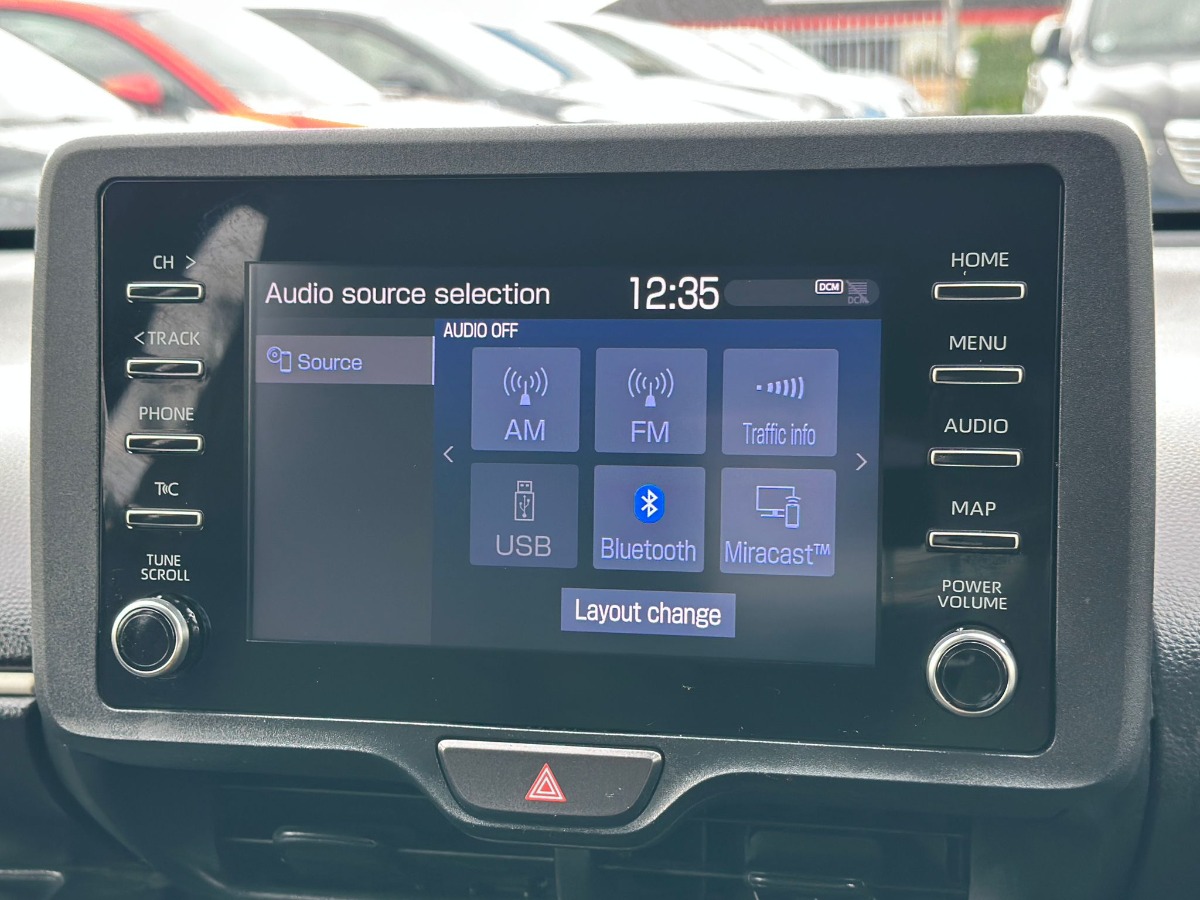 CH >
< TRACK
PHONE
T)C
TUNE
SCROLL
Audio source selection 12:35 DCM
DCM
Source
AUDIO OFF
AM FM Traffic info
< >
USB Bluetooth Miracast™
Layout change
HOME
MENU
AUDIO
MAP
POWER
VOLUME